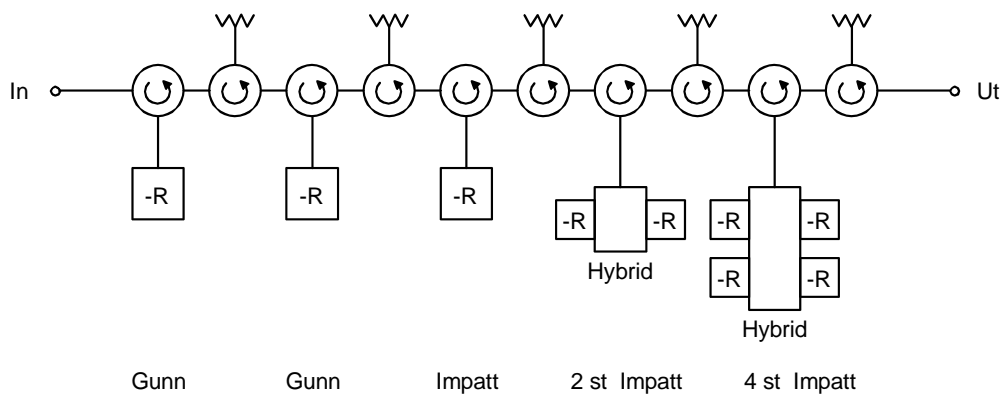 In Ut
-R -R -R
-R -R -R -R
Hybrid -R -R
Hybrid
Gunn Gunn Impatt 2 st Impatt 4 st Impatt